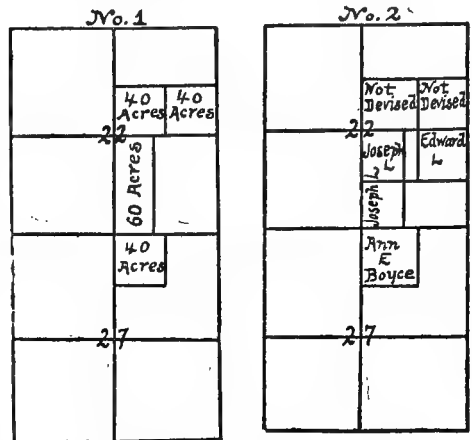 No. 1
40 Acres
40 Acres
22
60 Acres
40 Acres
27
No. 2
Not Devised
Not Devised
22
Joseph L
Edward L
Joseph L
Ann E Boyce
27